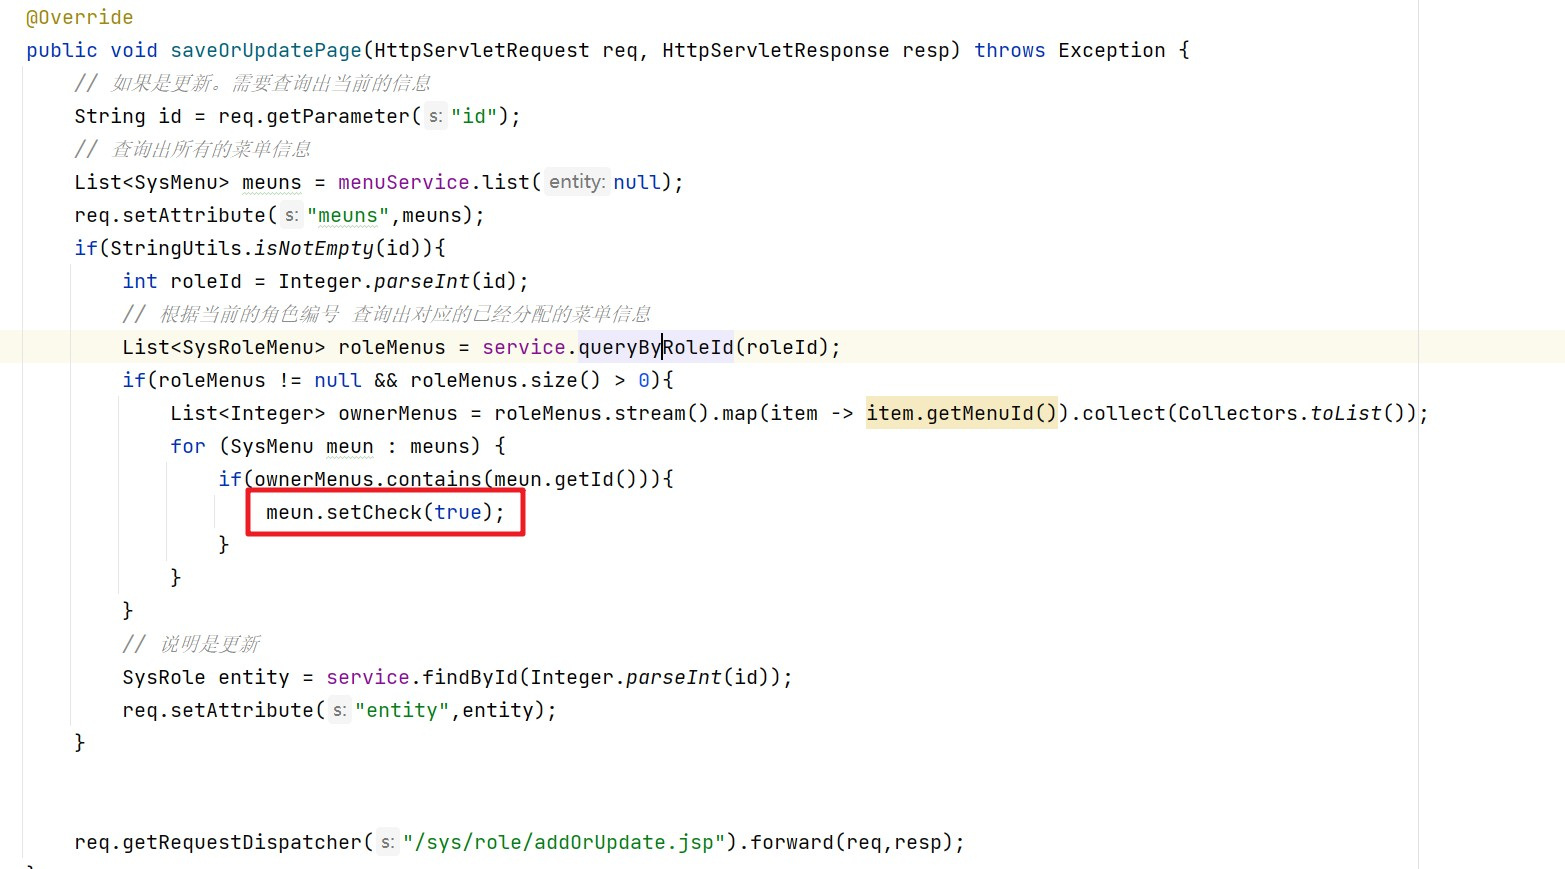 @Override
public void saveOrUpdatePage(HttpServletRequest req, HttpServletResponse resp) throws Exception {
// 如果是更新。需要查询出当前的信息
String id = req.getParameter( s: "id");
// 查询出所有的菜单信息
List<SysMenu> meuns = menuService.list( entity: null);
req.setAttribute( s: "meuns",meuns);
if(StringUtils.isNotEmpty(id)){
int roleId = Integer.parseInt(id);
// 根据当前的角色编号 查询出对应的已经分配的菜单信息
List<SysRoleMenu> roleMenus = service.queryByRoleId(roleId);
if(roleMenus != null && roleMenus.size() > 0){
List<Integer> ownerMenus = roleMenus.stream().map(item -> item.getMenuId()).collect(Collectors.toList());
for (SysMenu meun : meuns) {
if(ownerMenus.contains(meun.getId())){
meun.setCheck(true);
}
}
}
// 说明是更新
SysRole entity = service.findById(Integer.parseInt(id));
req.setAttribute( s: "entity",entity);
}
req.getRequestDispatcher( s: "/sys/role/addOrUpdate.jsp").forward(req,resp);